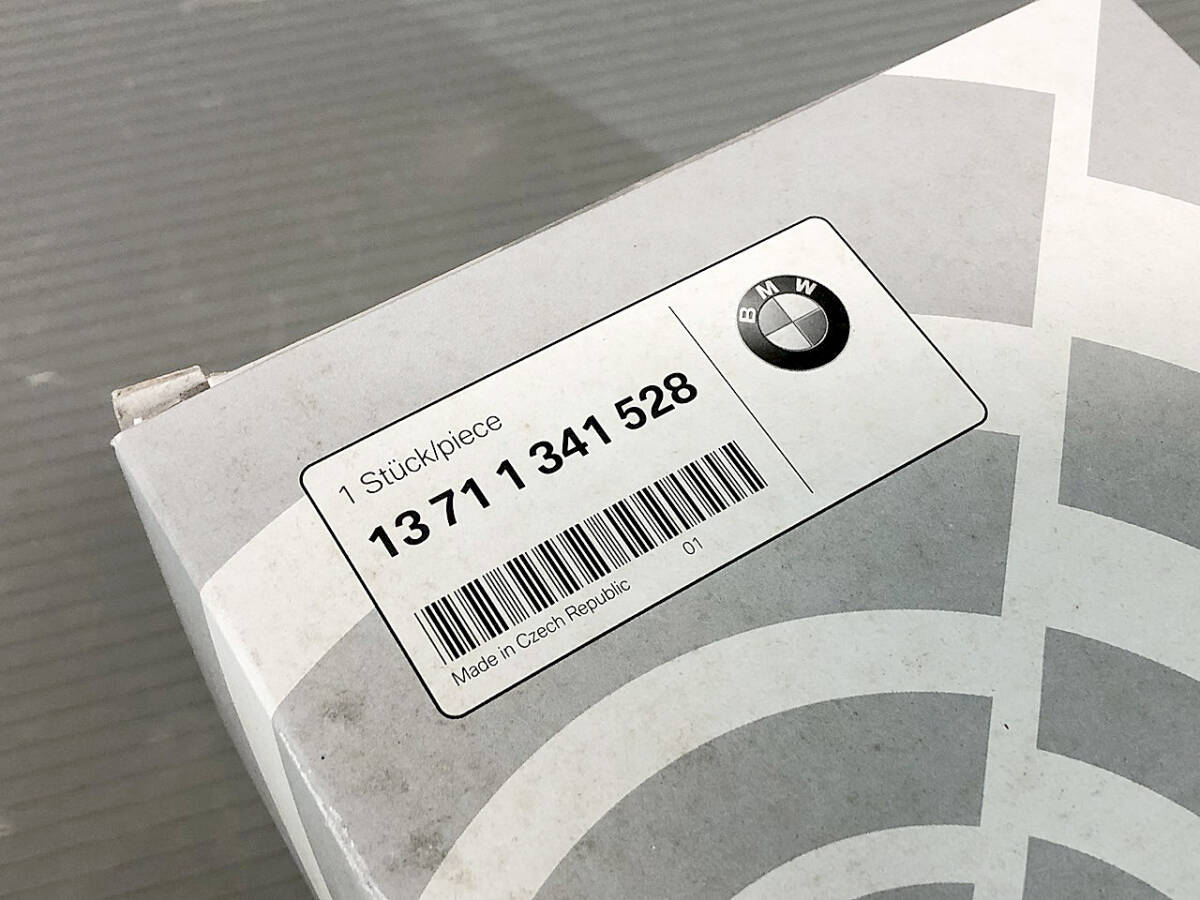 1 Stück/piece
13 71 1 341 528
Made in Czech Republic 01
BMW